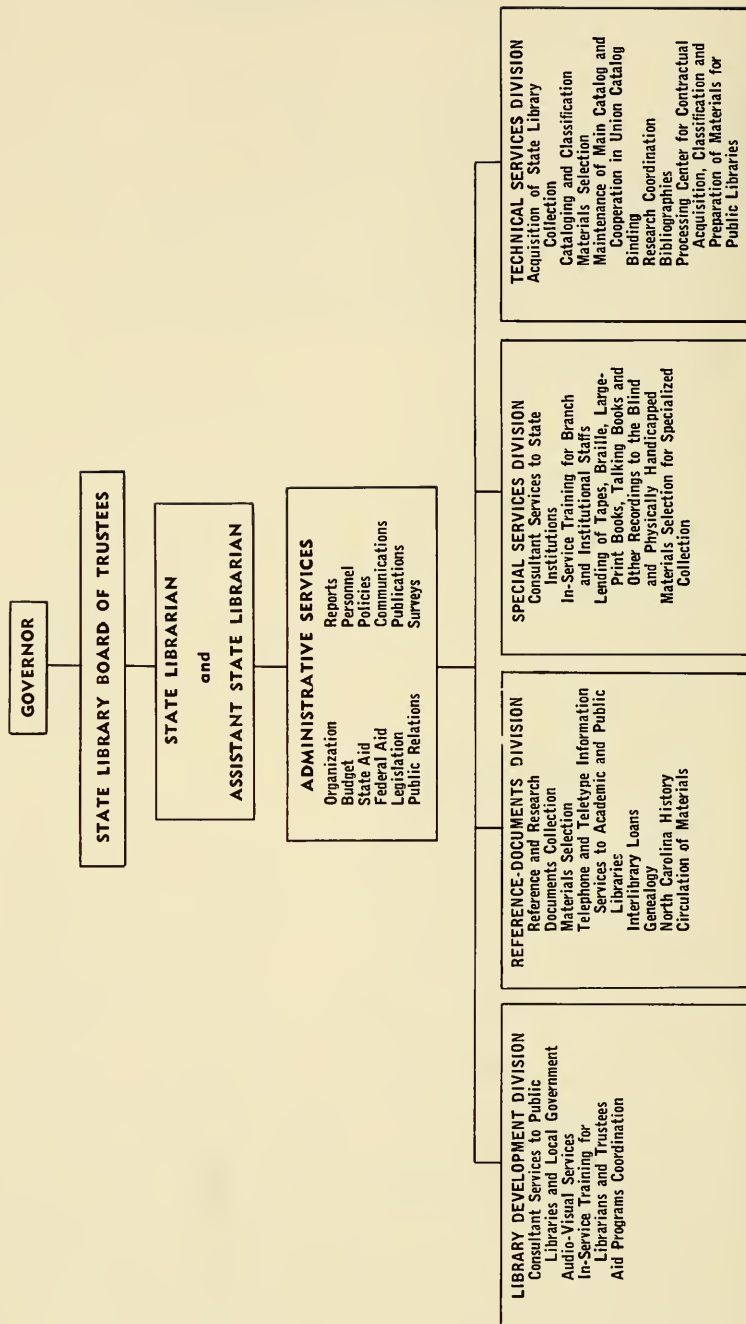 GOVERNOR
STATE LIBRARY BOARD OF TRUSTEES
STATE LIBRARIAN
and
ASSISTANT STATE LIBRARIAN
ADMINISTRATIVE SERVICES
Organization
Budget
State Aid
Federal Aid
Legislation
Public Relations
Reports
Personnel
Policies
Communications
Publications
Surveys
LIBRARY DEVELOPMENT DIVISION
Consultant Services to Public
Libraries and Local Government
Audio-Visual Services
In-Service Training for
Librarians and Trustees
Aid Programs Coordination
REFERENCE-DOCUMENTS DIVISION
Reference and Research
Documents Collection
Materials Selection
Telephone and Teletype Information
Services to Academic and Public
Libraries
Interlibrary Loans
Genealogy
North Carolina History
Circulation of Materials
SPECIAL SERVICES DIVISION
Consultant Services to State
Institutions
In-Service Training for Branch
and Institutional Staffs
Lending of Tapes, Braille, Large-
Print Books, Talking Books and
Other Recordings to the Blind
and Physically Handicapped
Materials Selection for Specialized
Collection
TECHNICAL SERVICES DIVISION
Acquisition of State Library
Collection
Cataloging and Classification
Materials Selection
Maintenance of Main Catalog and
Cooperation in Union Catalog
Binding
Research Coordination
Bibliographies
Processing Center for Contractual
Acquisition, Classification and
Preparation of Materials for
Public Libraries